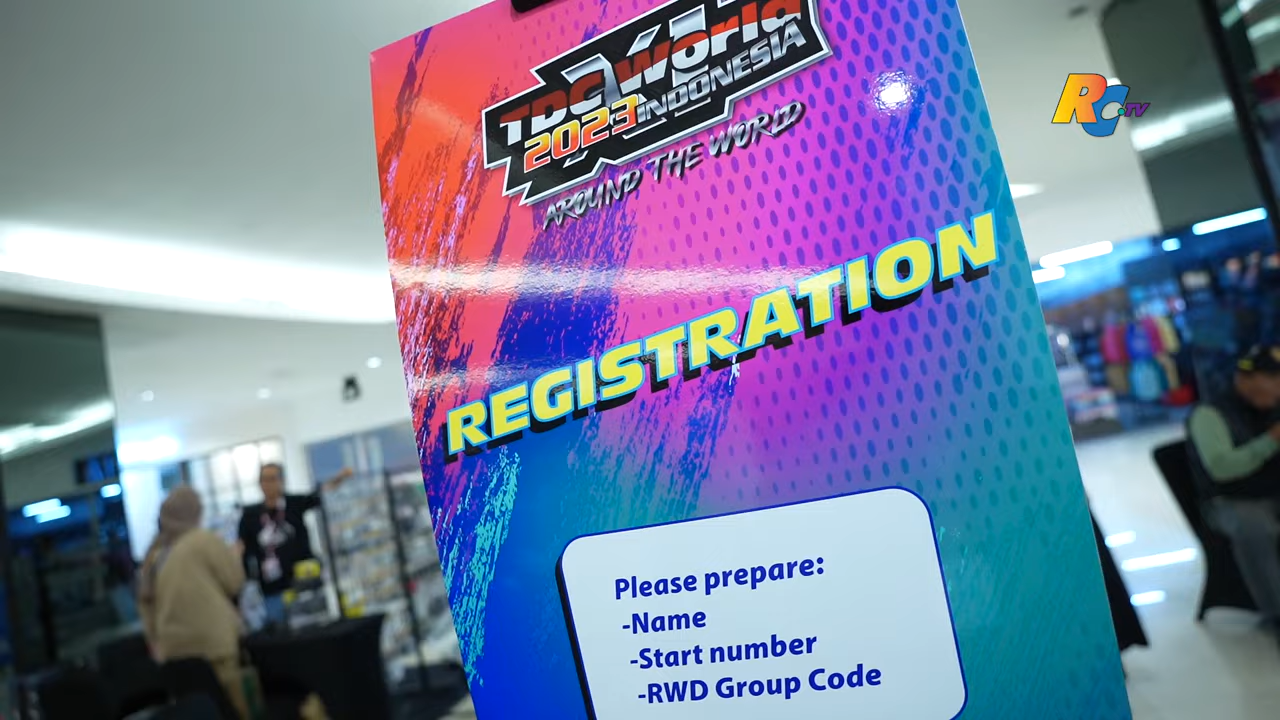 TDC World
2023 INDONESIA
AROUND THE WORLD
RC.TV
REGISTRATION
Please prepare:
-Name
-Start number
-RWD Group Code